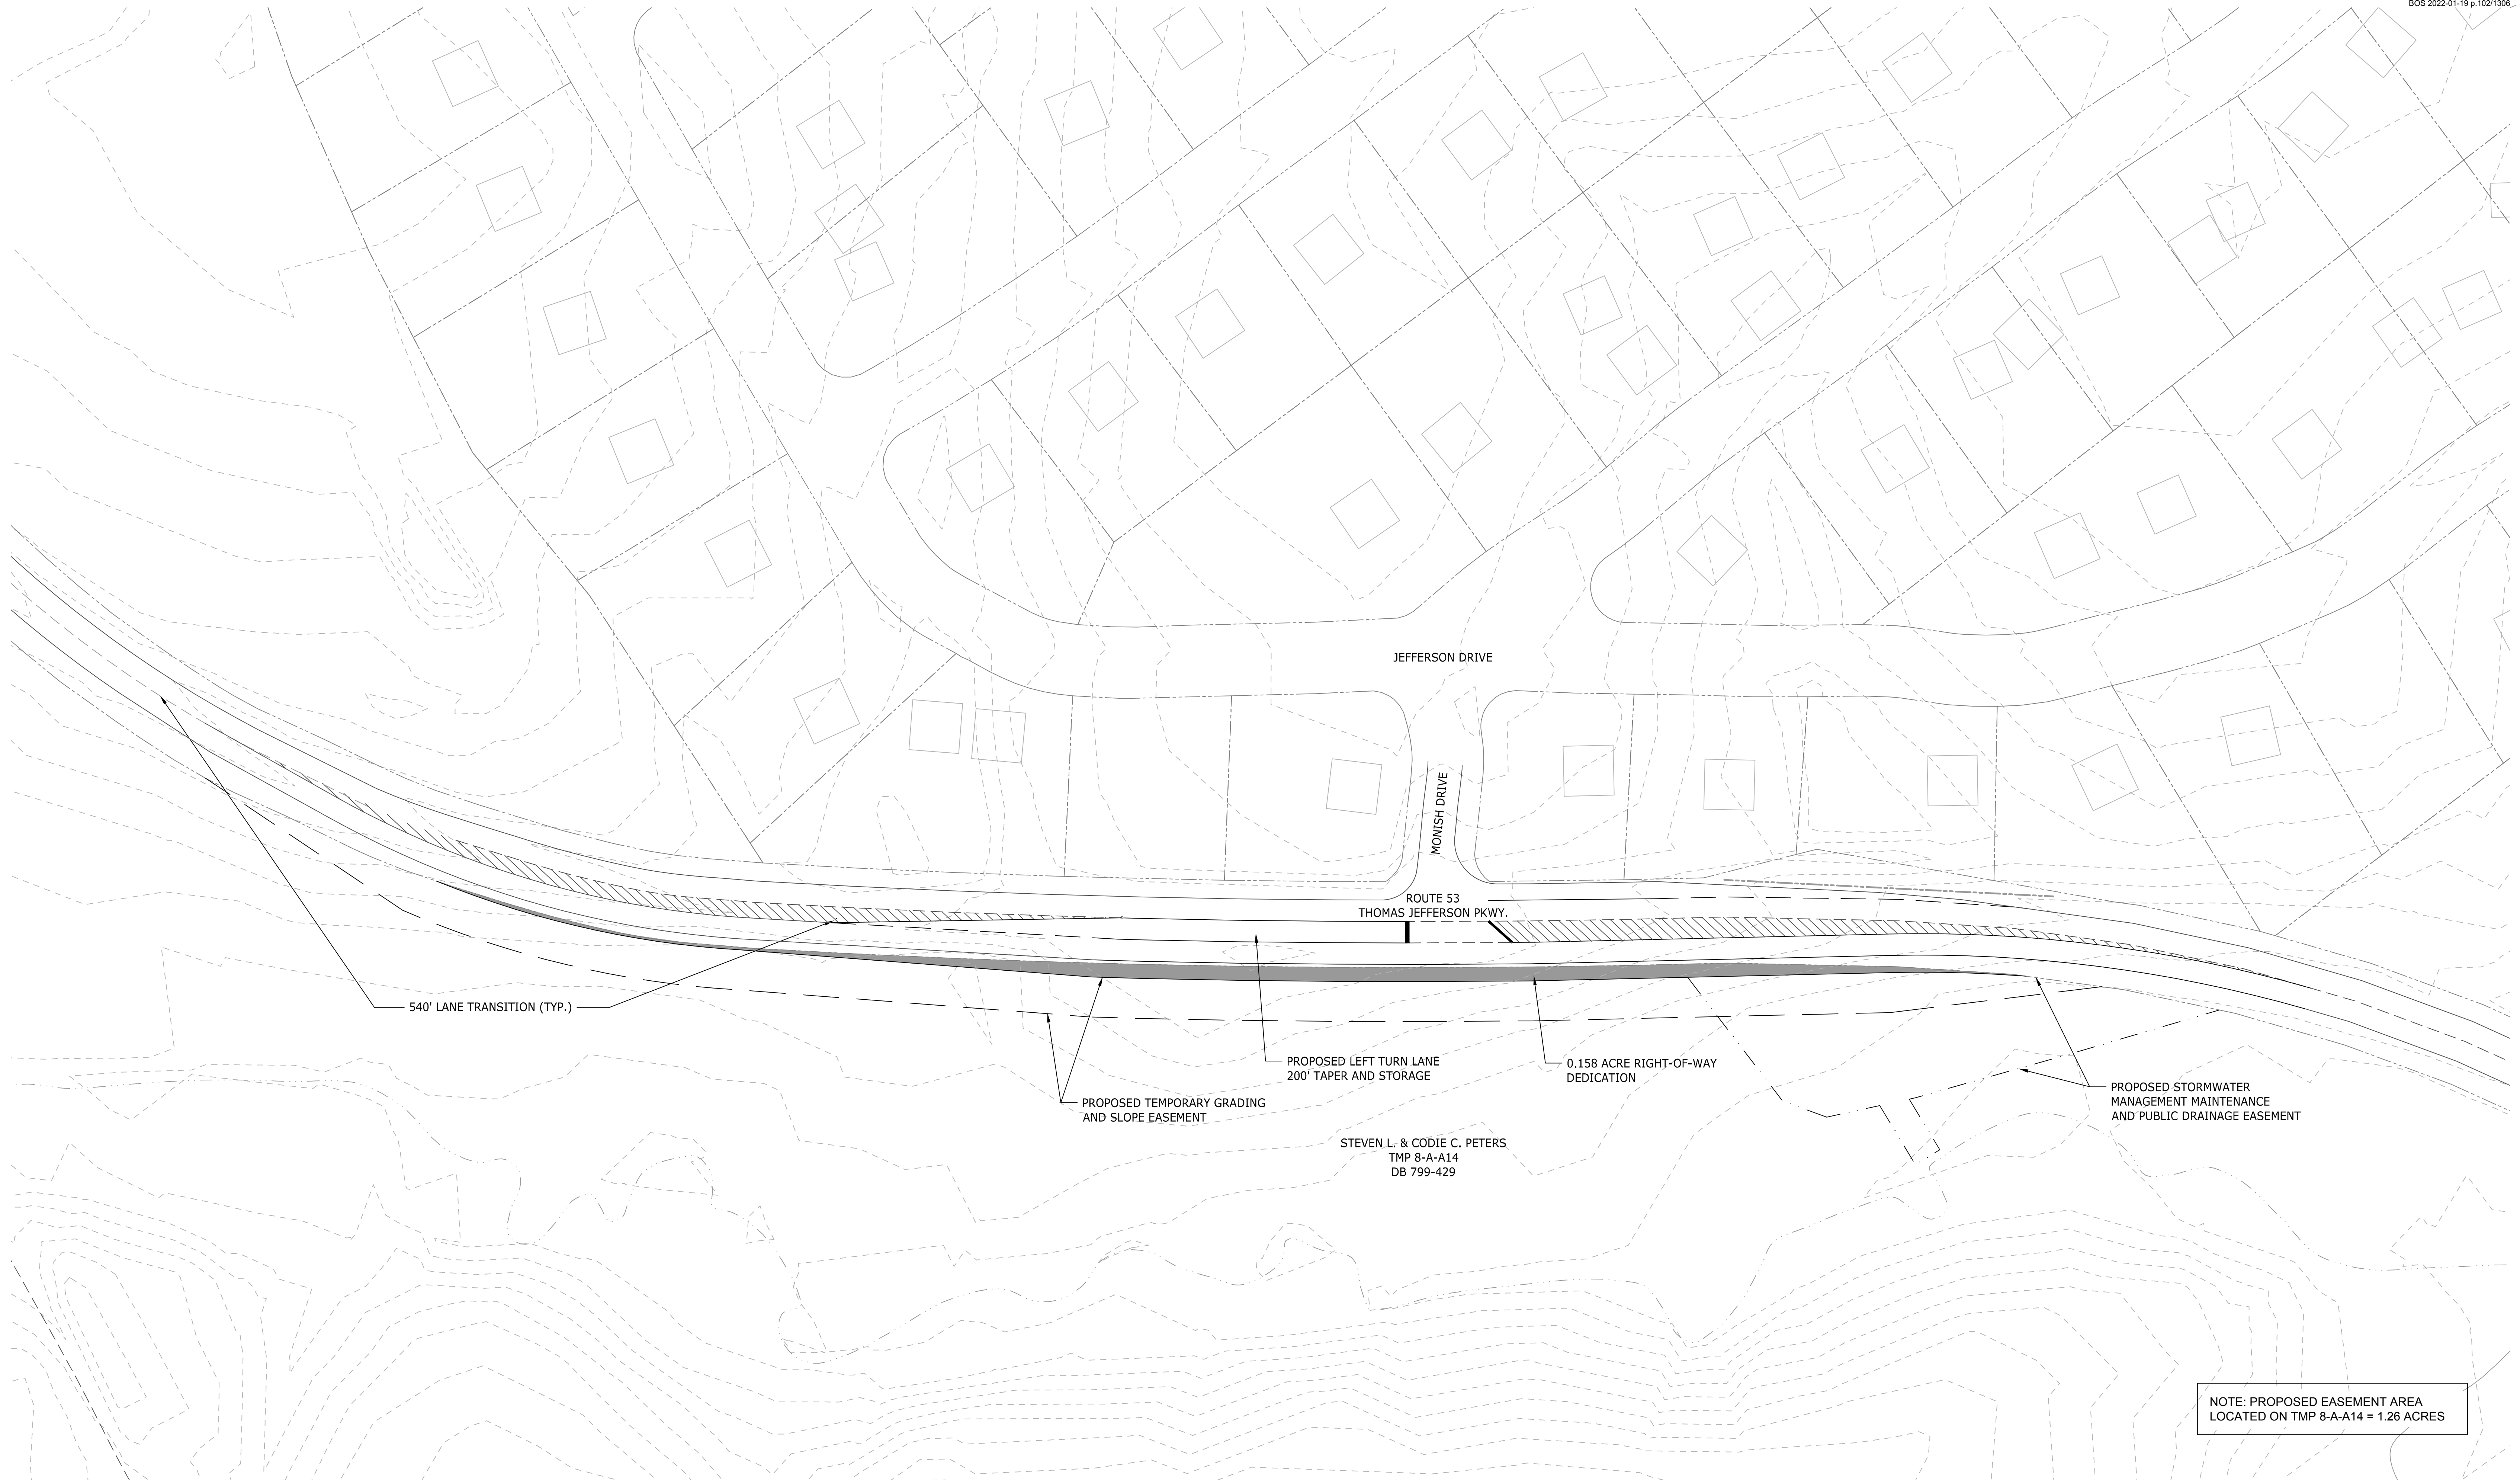 BOS 2022-01-19 p.102/1306
JEFFERSON DRIVE
MONISH DRIVE
ROUTE 53
THOMAS JEFFERSON PKWY.
540' LANE TRANSITION (TYP.)
PROPOSED LEFT TURN LANE
200' TAPER AND STORAGE
0.158 ACRE RIGHT-OF-WAY
DEDICATION
PROPOSED TEMPORARY GRADING
AND SLOPE EASEMENT
PROPOSED STORMWATER
MANAGEMENT MAINTENANCE
AND PUBLIC DRAINAGE EASEMENT
STEVEN L. & CODIE C. PETERS
TMP 8-A-A14
DB 799-429
NOTE: PROPOSED EASEMENT AREA
LOCATED ON TMP 8-A-A14 = 1.26 ACRES